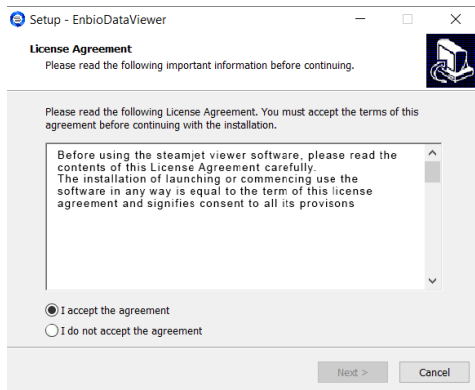 Setup - EnbioDataViewer
License Agreement
Please read the following important information before continuing.
Please read the following License Agreement. You must accept the terms of this
agreement before continuing with the installation.
Before using the steamjet viewer software, please read the
contents of this License Agreement carefully.
The installation of launching or commencing use the
software in any way is equal to the term of this license
agreement and signifies consent to all its provisons
I accept the agreement
I do not accept the agreement
Next >
Cancel